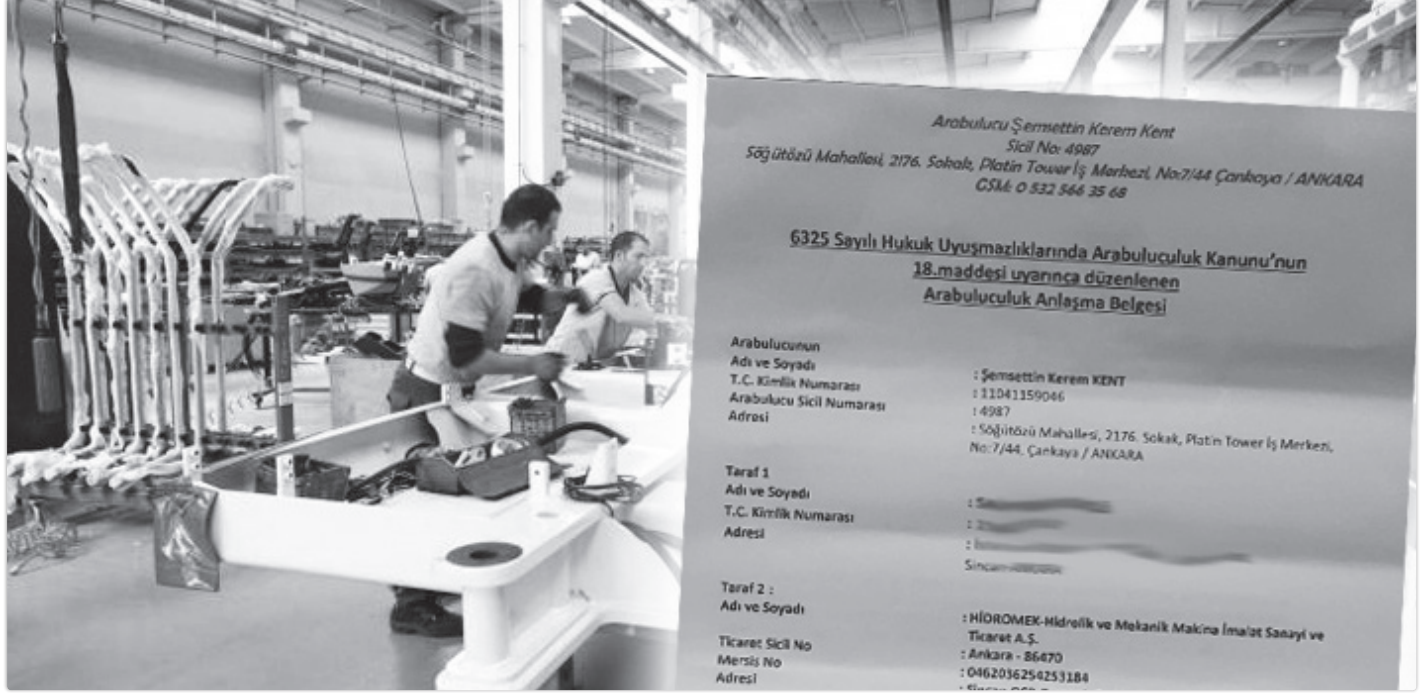 Arabulucu Şemsettin Kerem Kent
Sicil No: 4987
Söğütözü Mahallesi, 2176. Sokak, Platin Tower İş Merkezi, No:7/44 Çankaya / ANKARA
GSM: 0 532 566 35 68
6325 Sayılı Hukuk Uyuşmazlıklarında Arabuluculuk Kanunu'nun
18.maddesi uyarınca düzenlenen
Arabuluculuk Anlaşma Belgesi
Arabulucunun
Adı ve Soyadı : Şemsettin Kerem KENT
T.C. Kimlik Numarası : 11041159046
Arabulucu Sicil Numarası : 4987
Adresi : Söğütözü Mahallesi, 2176. Sokak, Platin Tower İş Merkezi,
No:7/44. Çankaya / ANKARA
Taraf 1
Adı ve Soyadı :
T.C. Kimlik Numarası :
Adresi :
Sincan
Taraf 2 :
Adı ve Soyadı : HİDROMEK-Hidrolik ve Mekanik Makina İmalat Sanayi ve
Ticaret A.Ş.
Ticaret Sicil No : Ankara - 86470
Mersis No : 0462036254253184
Adresi : Sincan OSB